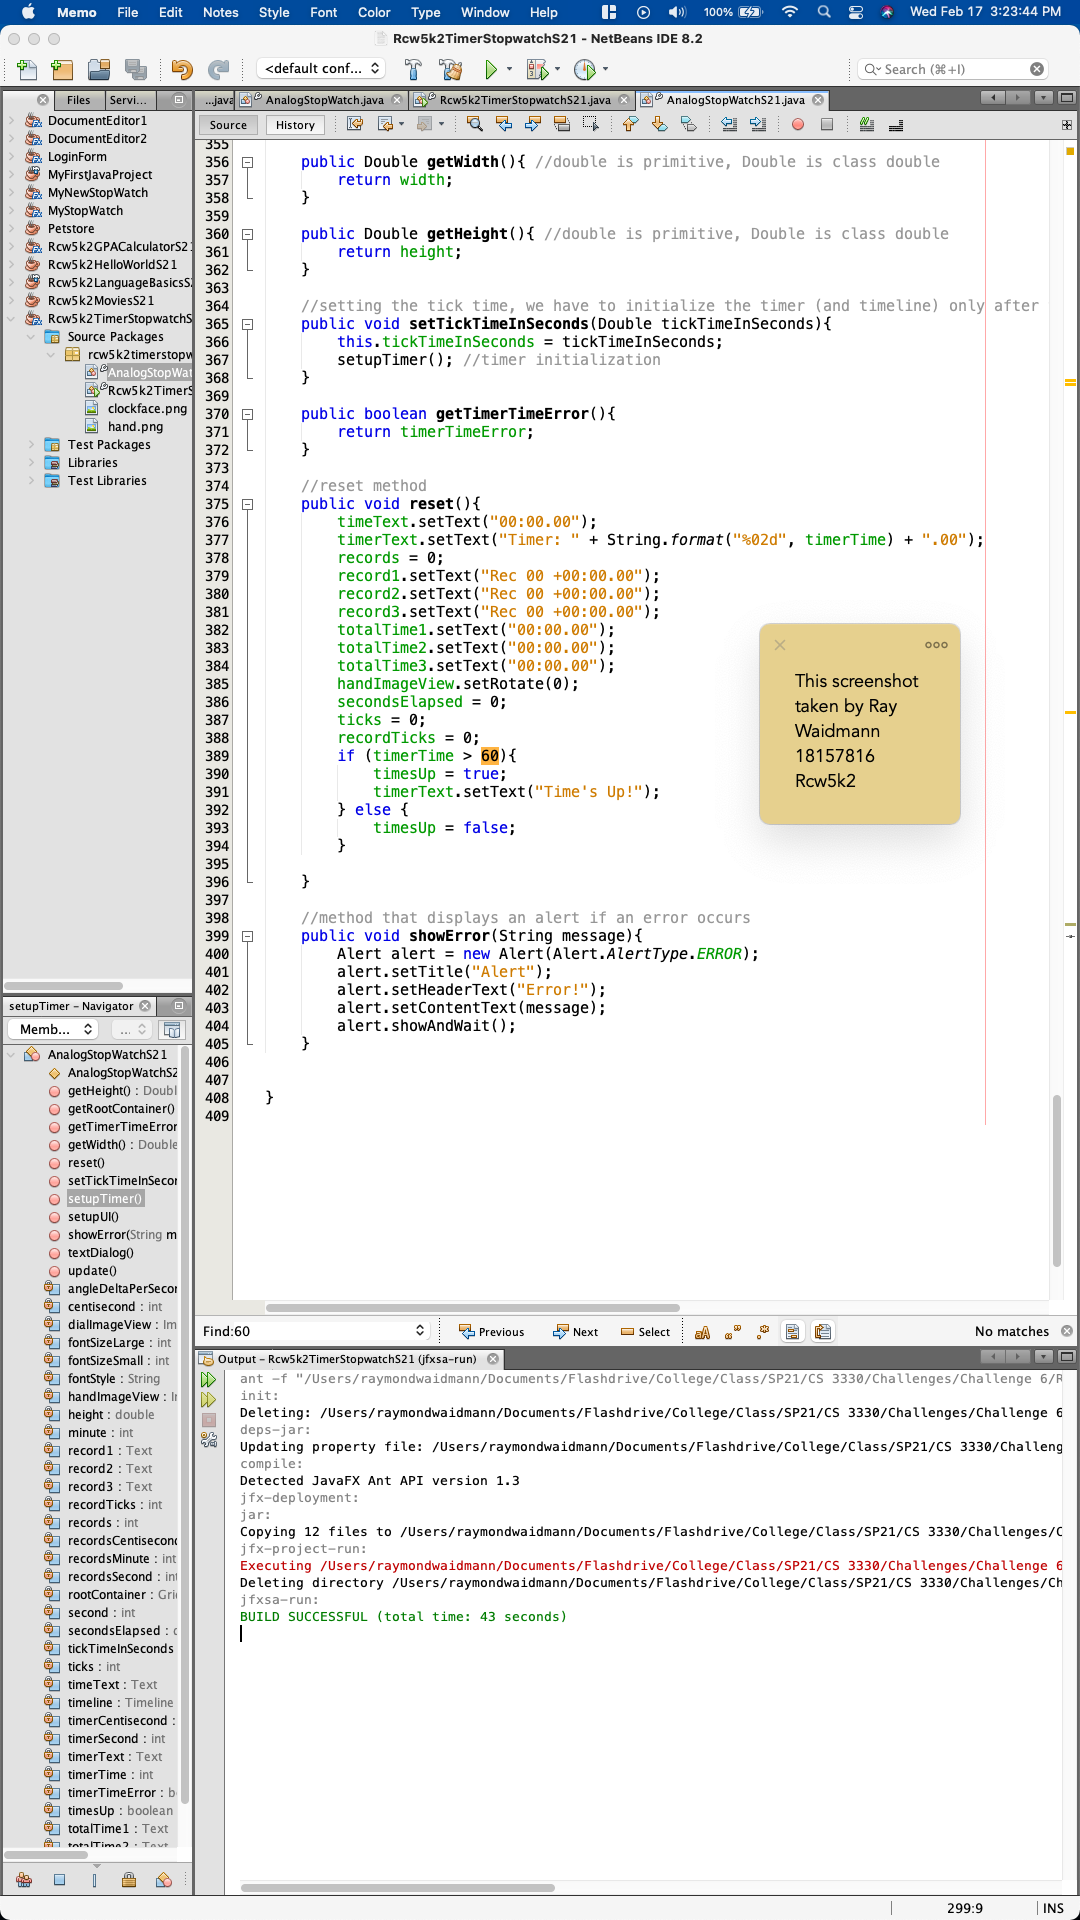 Memo File Edit Notes Style Font Color Type Window Help 100% Wed Feb 17 3:23:44 PM
Rcw5k2TimerStopwatchS21 - NetBeans IDE 8.2
<default conf... Search (⌘+I)
Files Servi... ...java AnalogStopWatch.java Rcw5k2TimerStopwatchS21.java AnalogStopWatchS21.java
Source History
DocumentEditor1
DocumentEditor2
LoginForm
MyFirstJavaProject
MyNewStopWatch
MyStopWatch
Petstore
Rcw5k2GPACalculatorS21
Rcw5k2HelloWorldS21
Rcw5k2LanguageBasicsS
Rcw5k2MoviesS21
Rcw5k2TimerStopwatchS
Source Packages
rcw5k2timerstopw
AnalogStopWat
Rcw5k2TimerS
clockface.png
hand.png
Test Packages
Libraries
Test Libraries
355
356 public Double getWidth(){ //double is primitive, Double is class double
357 return width;
358 }
359
360 public Double getHeight(){ //double is primitive, Double is class double
361 return height;
362 }
363
364 //setting the tick time, we have to initialize the timer (and timeline) only after
365 public void setTickTimeInSeconds(Double tickTimeInSeconds){
366 this.tickTimeInSeconds = tickTimeInSeconds;
367 setupTimer(); //timer initialization
368 }
369
370 public boolean getTimerTimeError(){
371 return timerTimeError;
372 }
373
374 //reset method
375 public void reset(){
376 timeText.setText("00:00.00");
377 timerText.setText("Timer: " + String.format("%02d", timerTime) + ".00");
378 records = 0;
379 record1.setText("Rec 00 +00:00.00");
380 record2.setText("Rec 00 +00:00.00");
381 record3.setText("Rec 00 +00:00.00");
382 totalTime1.setText("00:00.00");
383 totalTime2.setText("00:00.00");
384 totalTime3.setText("00:00.00");
385 handImageView.setRotate(0);
386 secondsElapsed = 0;
387 ticks = 0;
388 recordTicks = 0;
389 if (timerTime > 60){
390 timesUp = true;
391 timerText.setText("Time's Up!");
392 } else {
393 timesUp = false;
394 }
395
396 }
397
398 //method that displays an alert if an error occurs
399 public void showError(String message){
400 Alert alert = new Alert(Alert.AlertType.ERROR);
401 alert.setTitle("Alert");
402 alert.setHeaderText("Error!");
403 alert.setContentText(message);
404 alert.showAndWait();
405 }
406
407
408 }
409
This screenshot
taken by Ray
Waidmann
18157816
Rcw5k2
setupTimer - Navigator
Memb... ...
AnalogStopWatchS21
AnalogStopWatchS2
getHeight() : Doubl
getRootContainer()
getTimerTimeError
getWidth() : Double
reset()
setTickTimeInSecon
setupTimer()
setupUI()
showError(String m
textDialog()
update()
angleDeltaPerSecon
centisecond : int
dialImageView : Im
fontSizeLarge : int
fontSizeSmall : int
fontStyle : String
handImageView : I
height : double
minute : int
record1 : Text
record2 : Text
record3 : Text
recordTicks : int
records : int
recordsCentisecond
recordsMinute : int
recordsSecond : int
rootContainer : Gri
second : int
secondsElapsed : d
tickTimeInSeconds
ticks : int
timeText : Text
timeline : Timeline
timerCentisecond :
timerSecond : int
timerText : Text
timerTime : int
timerTimeError : b
timesUp : boolean
totalTime1 : Text
totalTime2 : Text
Find:60 Previous Next Select No matches
Output - Rcw5k2TimerStopwatchS21 (jfxsa-run)
ant -f "/Users/raymondwaidmann/Documents/Flashdrive/College/Class/SP21/CS 3330/Challenges/Challenge 6/R
init:
Deleting: /Users/raymondwaidmann/Documents/Flashdrive/College/Class/SP21/CS 3330/Challenges/Challenge 6
deps-jar:
Updating property file: /Users/raymondwaidmann/Documents/Flashdrive/College/Class/SP21/CS 3330/Challeng
compile:
Detected JavaFX Ant API version 1.3
jfx-deployment:
jar:
Copying 12 files to /Users/raymondwaidmann/Documents/Flashdrive/College/Class/SP21/CS 3330/Challenges/C
jfx-project-run:
Executing /Users/raymondwaidmann/Documents/Flashdrive/College/Class/SP21/CS 3330/Challenges/Challenge 6
Deleting directory /Users/raymondwaidmann/Documents/Flashdrive/College/Class/SP21/CS 3330/Challenges/Ch
jfxsa-run:
BUILD SUCCESSFUL (total time: 43 seconds)
299:9 INS